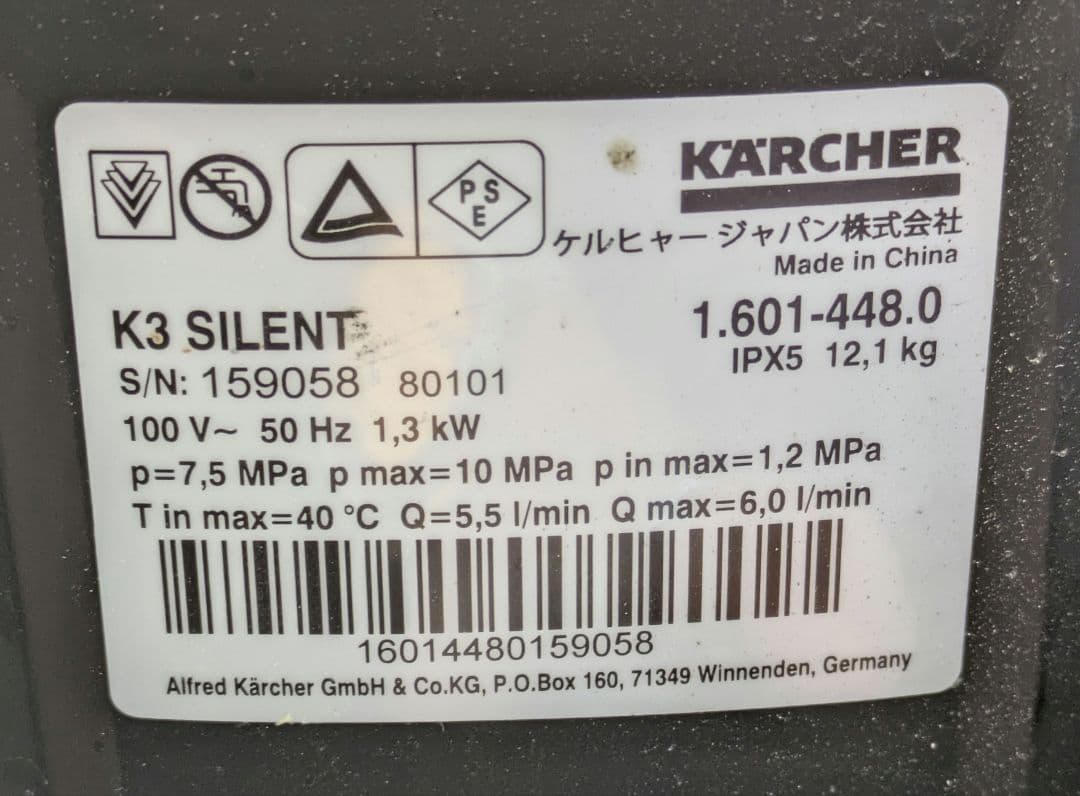 KÄRCHER
PSE
ケルヒャー ジャパン株式会社
Made in China
K3 SILENT
1.601-448.0
S/N: 159058 80101
IPX5 12,1 kg
100 V~ 50 Hz 1,3 kW
p=7,5 MPa p max=10 MPa p in max=1,2 MPa
T in max=40 °C Q=5,5 l/min Q max=6,0 l/min
16014480159058
Alfred Kärcher GmbH & Co.KG, P.O.Box 160, 71349 Winnenden, Germany